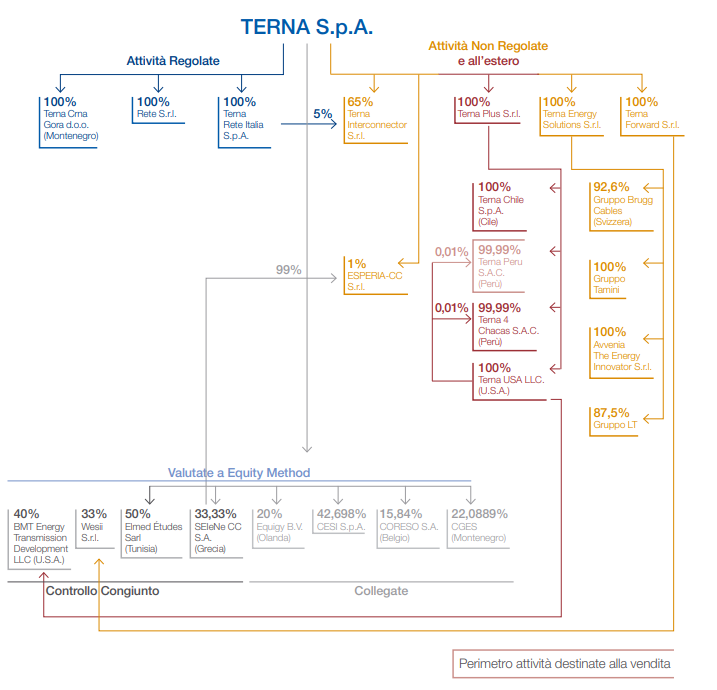 TERNA S.p.A.
Attività Regolate
Attività Non Regolate
e all'estero
100%
Terna Crna
Gora d.o.o.
(Montenegro)
100%
Rete S.r.l.
100%
Terna
Rete Italia
S.p.A.
5%
65%
Terna
Interconnector
S.r.l.
100%
Terna Plus S.r.l.
100%
Terna Energy
Solutions S.r.l.
100%
Terna
Forward S.r.l.
100%
Terna Chile
S.p.A.
(Cile)
92,6%
Gruppo Brugg
Cables
(Svizzera)
0,01%
99,99%
Terna Peru
S.A.C.
(Perù)
99%
1%
ESPERIA-CC
S.r.l.
100%
Gruppo
Tamini
0,01%
99,99%
Terna 4
Chacas S.A.C.
(Perù)
100%
Avvenia
The Energy
Innovator S.r.l.
100%
Terna USA LLC.
(U.S.A.)
87,5%
Gruppo LT
Valutate a Equity Method
40%
BMT Energy
Transmission
Development
LLC (U.S.A.)
33%
Wesii
S.r.l.
50%
Elmed Études
Sarl
(Tunisia)
33,33%
SEleNe CC
S.A.
(Grecia)
20%
Equigy B.V.
(Olanda)
42,698%
CESI S.p.A.
15,84%
CORESO S.A.
(Belgio)
22,0889%
CGES
(Montenegro)
Controllo Congiunto
Collegate
Perimetro attività destinate alla vendita